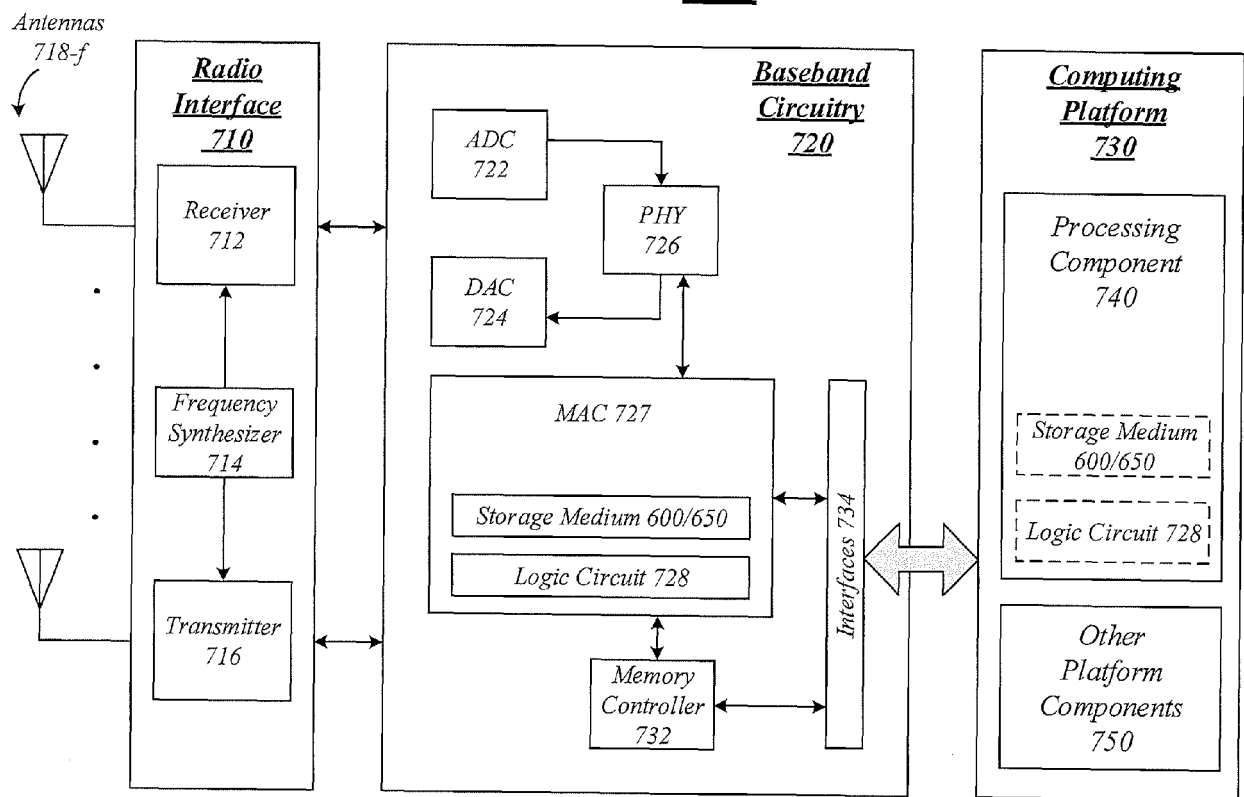 Antennas
718-f
Radio
Interface
710
Receiver
712
Frequency
Synthesizer
714
Transmitter
716
Baseband
Circuitry
720
ADC
722
PHY
726
DAC
724
MAC 727
Storage Medium 600/650
Logic Circuit 728
Memory
Controller
732
Interfaces 734
Computing
Platform
730
Processing
Component
740
Storage Medium
600/650
Logic Circuit 728
Other
Platform
Components
750